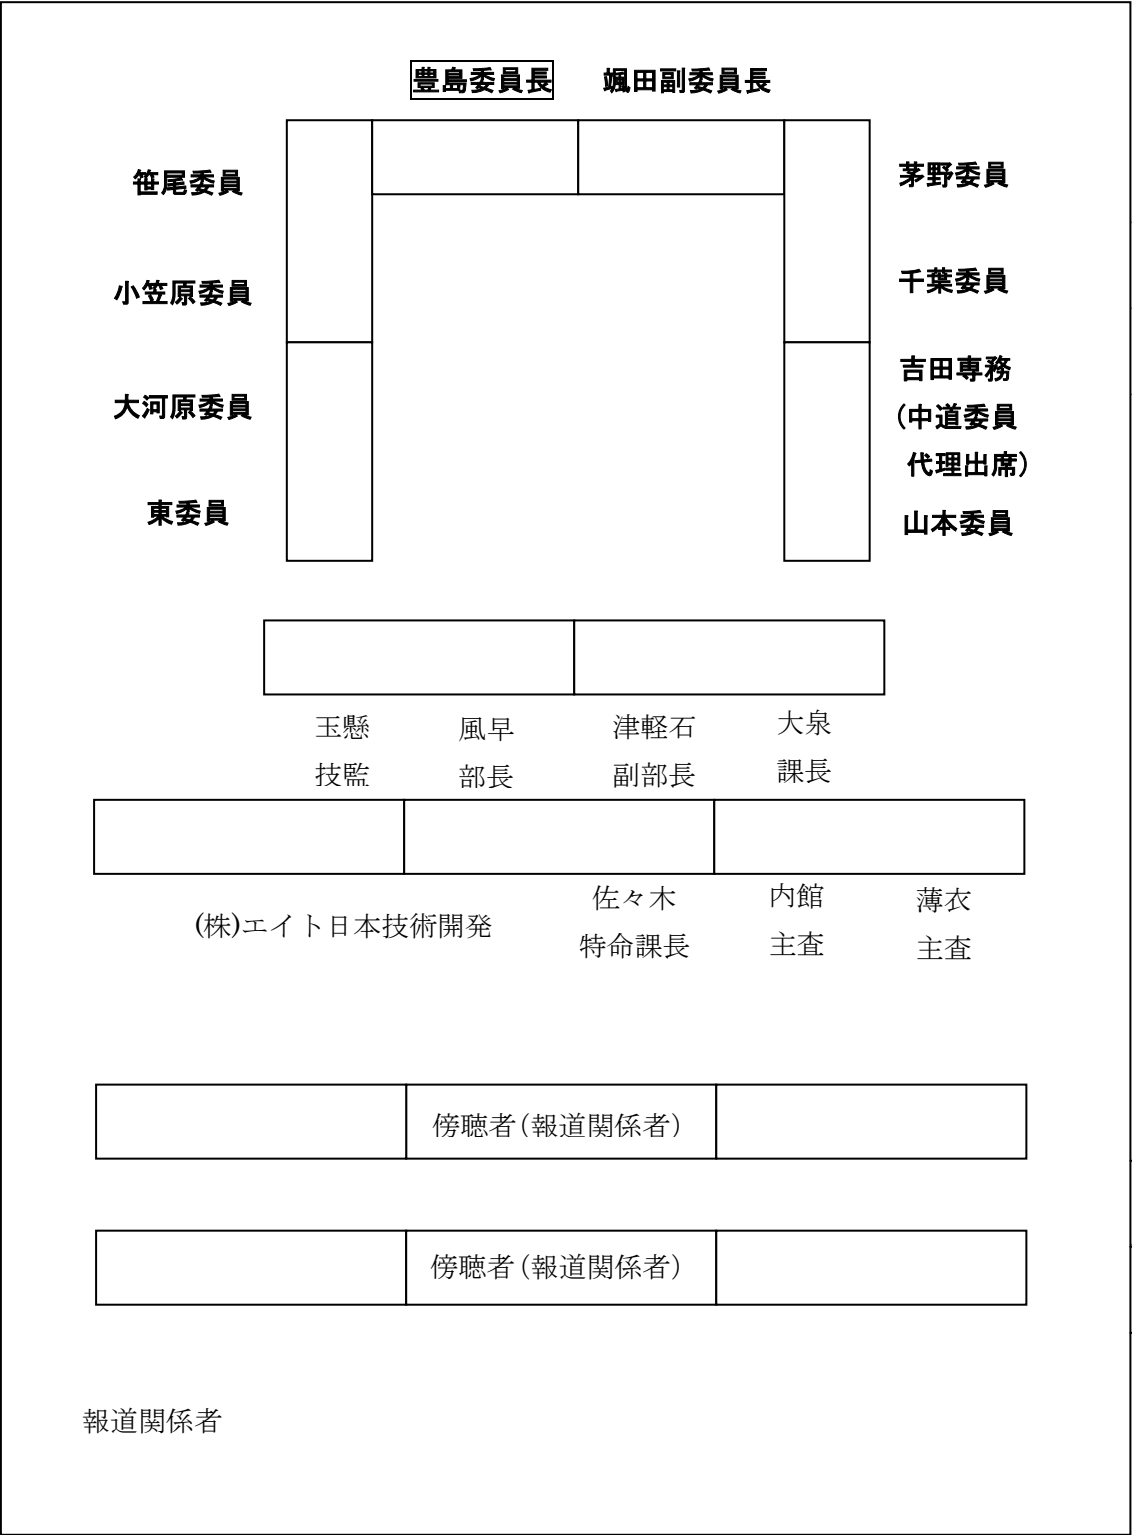 豊島委員長 颯田副委員長
笹尾委員
茅野委員
小笠原委員
千葉委員
大河原委員
吉田専務
(中道委員
代理出席)
東委員
山本委員
玉懸 風早 津軽石 大泉
技監 部長 副部長 課長
(株)エイト日本技術開発
佐々木 内館 薄衣
特命課長 主査 主査
傍聴者(報道関係者)
傍聴者(報道関係者)
報道関係者